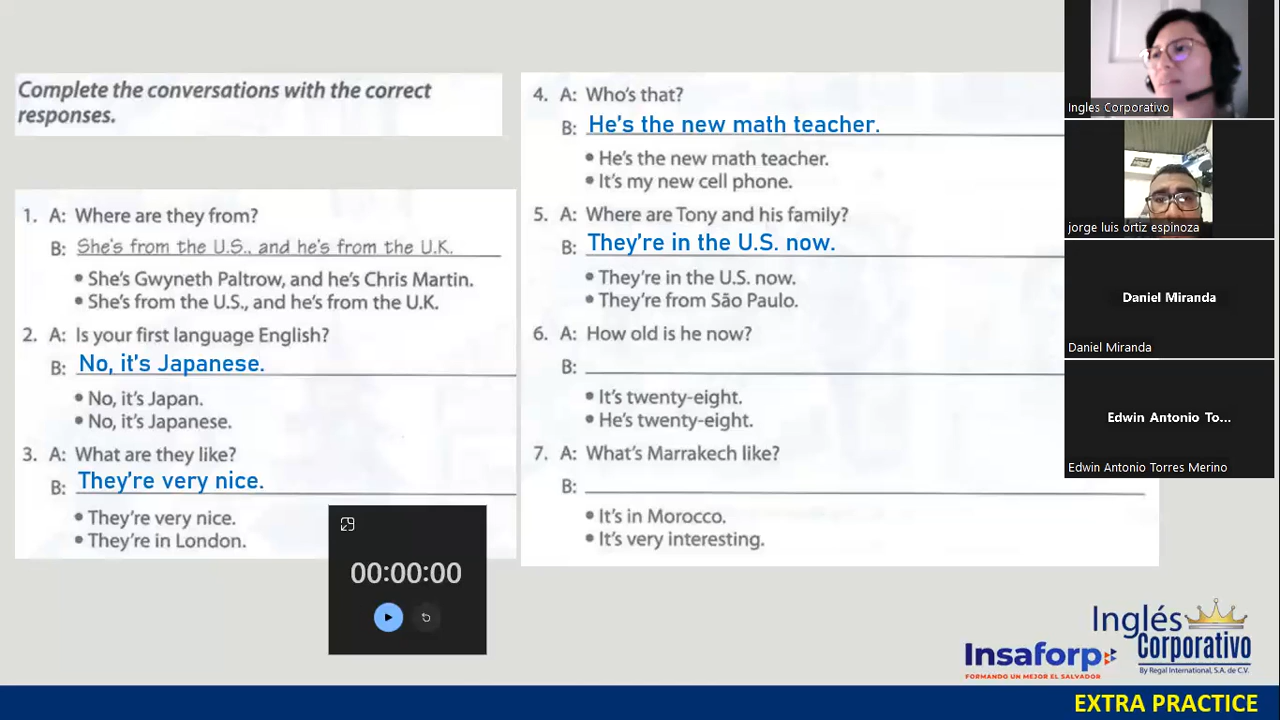 Complete the conversations with the correct
responses.
1. A: Where are they from?
B: She's from the U.S., and he's from the U.K.
• She's Gwyneth Paltrow, and he's Chris Martin.
• She's from the U.S., and he's from the U.K.
2. A: Is your first language English?
B: No, it's Japanese.
• No, it's Japan.
• No, it's Japanese.
3. A: What are they like?
B: They're very nice.
• They're very nice.
• They're in London.
00:00:00
4. A: Who's that?
B: He's the new math teacher.
• He's the new math teacher.
• It's my new cell phone.
5. A: Where are Tony and his family?
B: They're in the U.S. now.
• They're in the U.S. now.
• They're from São Paulo.
6. A: How old is he now?
B:
• It's twenty-eight.
• He's twenty-eight.
7. A: What's Marrakech like?
B:
• It's in Morocco.
• It's very interesting.
Ingles Corporativo
jorge luis ortiz espinoza
Daniel Miranda
Daniel Miranda
Edwin Antonio To...
Edwin Antonio Torres Merino
Insaforp
FORMANDO UN MEJOR EL SALVADOR
Inglés
Corporativo
By Regal International, S.A. de C.V.
EXTRA PRACTICE